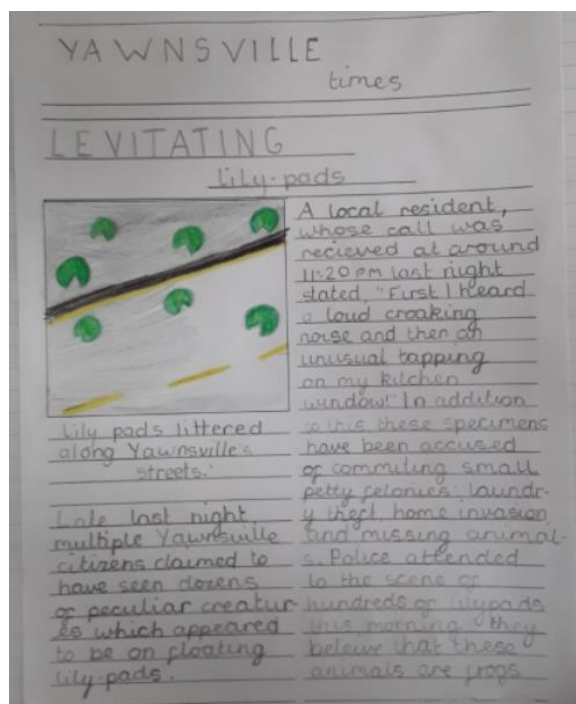 YAWNSVILLE
times
LEVITATING
lily-pads
lily pads littered
along Yawnsville's
streets.'
Late last night
multiple Yawnsville
citizens claimed to
have seen dozens
of peculiar creatur
es which appeared
to be on floating
lily-pads.
A local resident,
whose call was
recieved at around
11:20 pm last night
stated, "First I heard
a loud croaking
noise and then an
unusual tapping
on my kitchen
window!" In addition
to this, these specimens
have been accused
of commiting small
petty felonies: laundr-
y theft, home invasion
and missing animal-
s. Police attended
to the scene of
hundreds of lilypads
this morning they
beleive that these
animals are frogs